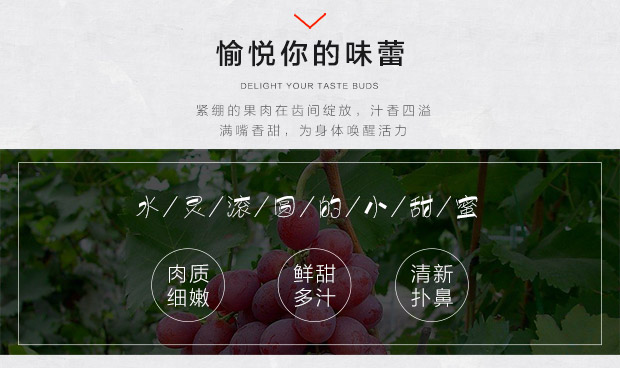 愉悦你的味蕾
DELIGHT YOUR TASTE BUDS
紧绷的果肉在齿间绽放，汁香四溢
满嘴香甜，为身体唤醒活力
水/灵/滚/圆/的/小/甜/蜜
肉质
细嫩
鲜甜
多汁
清新
扑鼻